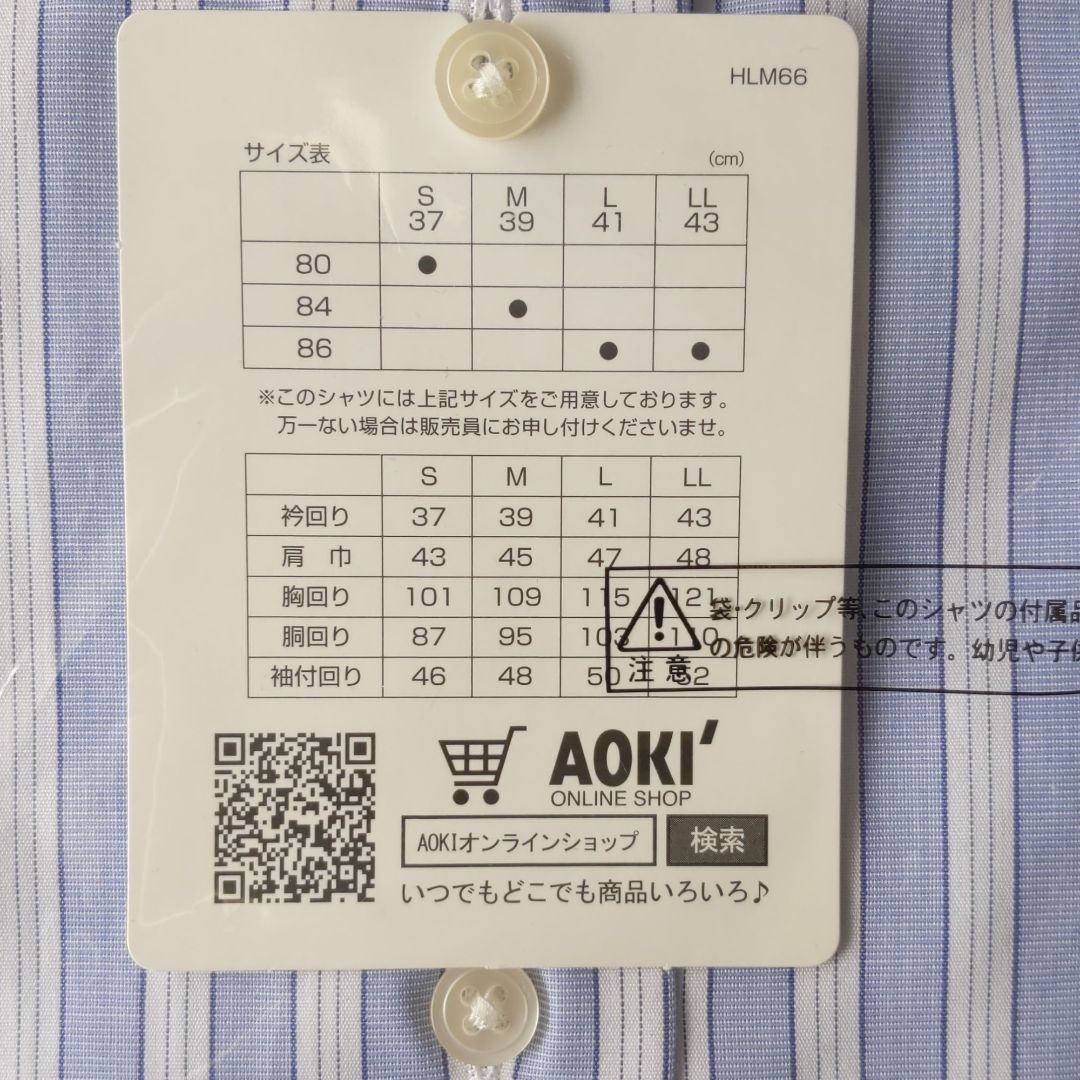 HLM66
サイズ表 (cm)
S M L LL
37 39 41 43
80 ●
84 ●
86 ● ●
※このシャツには上記サイズをご用意しております。
万一ない場合は販売員にお申し付けくださいませ。
S M L LL
衿回り 37 39 41 43
肩 巾 43 45 47 48
胸回り 101 109 115 121
胴回り 87 95 103 110
袖付回り 46 48 50 52
袋・クリップ等、このシャツの付属品
の危険が伴うものです。幼児や子供
注意
AOKI'
ONLINE SHOP
AOKIオンラインショップ 検索
いつでもどこでも商品いろいろ♪